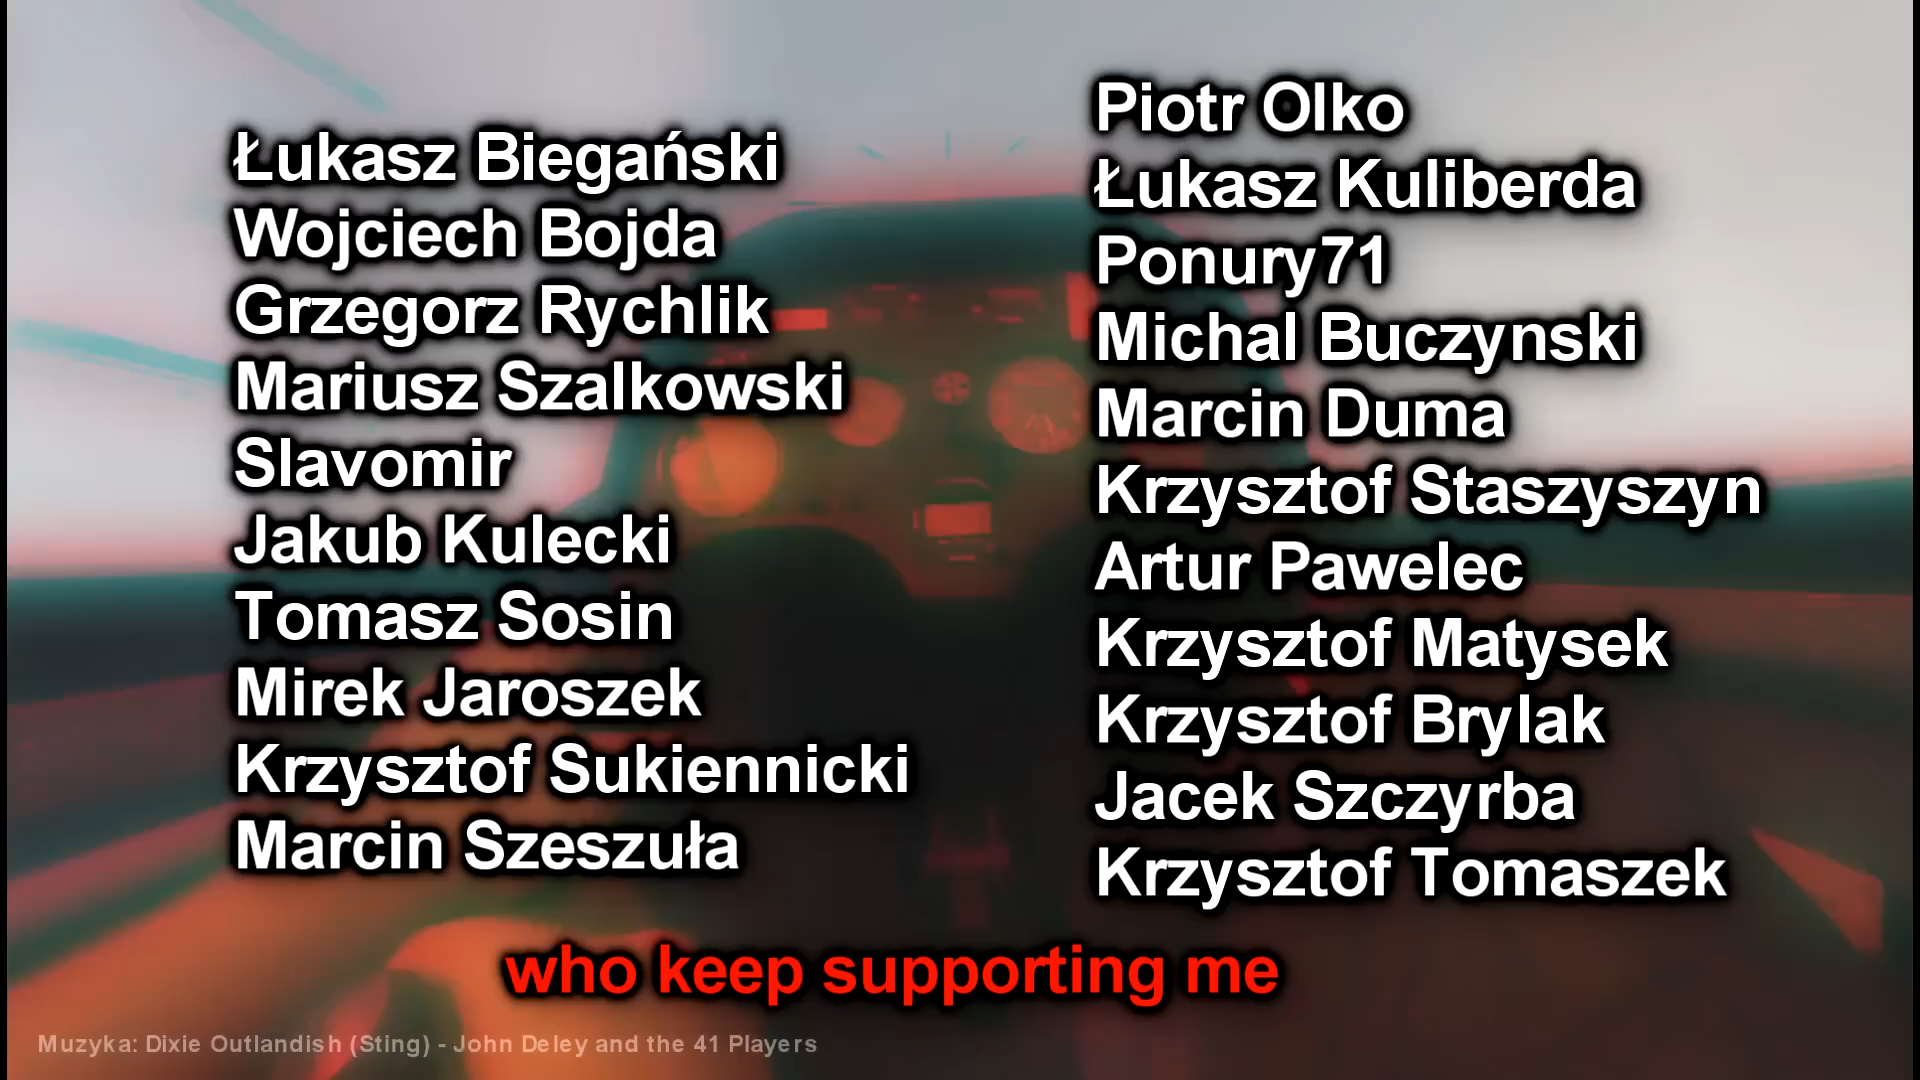 Łukasz Biegański
Wojciech Bojda
Grzegorz Rychlik
Mariusz Szalkowski
Slavomir
Jakub Kulecki
Tomasz Sosin
Mirek Jaroszek
Krzysztof Sukiennicki
Marcin Szeszuła
Piotr Olko
Łukasz Kuliberda
Ponury71
Michal Buczynski
Marcin Duma
Krzysztof Staszyszyn
Artur Pawelec
Krzysztof Matysek
Krzysztof Brylak
Jacek Szczyrba
Krzysztof Tomaszek
who keep supporting me
Muzyka: Dixie Outlandish (Sting) - John Deley and the 41 Players